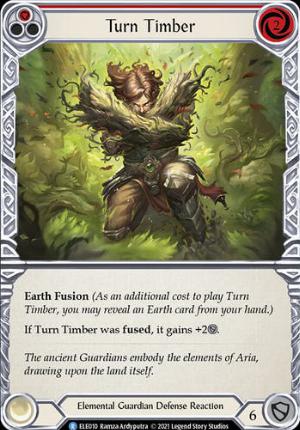 Turn Timber
2
Earth Fusion (As an additional cost to play Turn
Timber, you may reveal an Earth card from your hand.)
If Turn Timber was fused, it gains +2
The ancient Guardians embody the elements of Aria,
drawing upon the land itself.
Elemental Guardian Defense Reaction
6
R ELE010 Ramza Ardyputra © 2021 Legend Story Studios